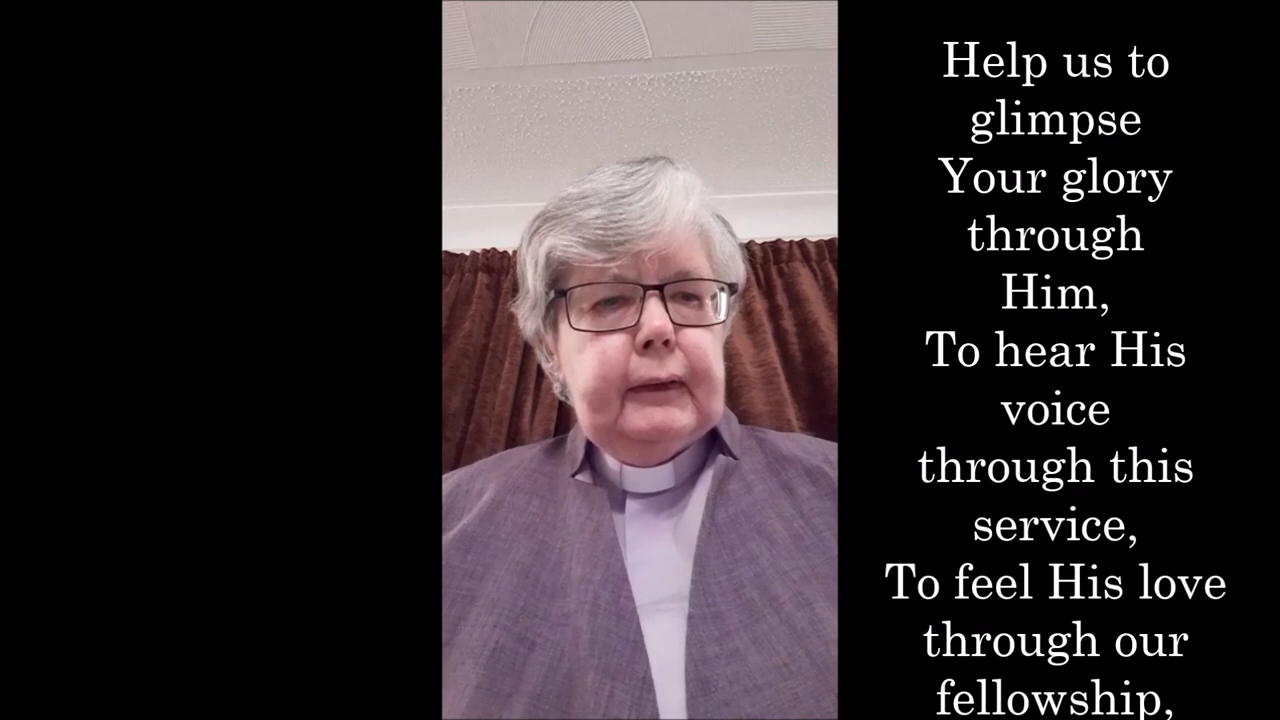 Help us to
glimpse
Your glory
through
Him,
To hear His
voice
through this
service,
To feel His love
through our
fellowship,